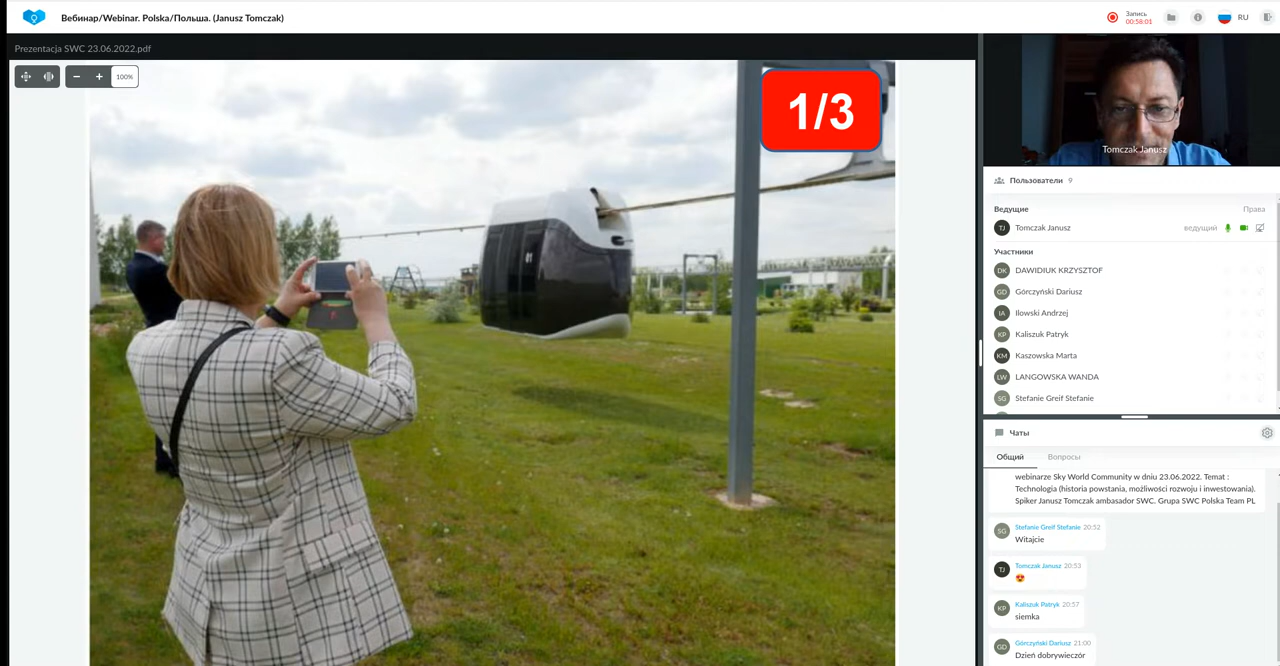 Вебинар/Webinar. Polska/Польша. (Janusz Tomczak)
Запись
00:58:01
RU
Prezentacja SWC 23.06.2022.pdf
100%
1/3
Tomczak Janusz
Пользователи 9
Ведущие Права
TJ Tomczak Janusz ведущий
Участники
DK DAWIDIUK KRZYSZTOF
GD Górczyński Dariusz
IA Ilowski Andrzej
KP Kaliszuk Patryk
KM Kaszowska Marta
LW LANGOWSKA WANDA
SG Stefanie Greif Stefanie
Чаты
Общий Вопросы
webinarze Sky World Community w dniu 23.06.2022. Temat :
Technologia (historia powstania, możliwości rozwoju i inwestowania).
Spiker Janusz Tomczak ambasador SWC. Grupa SWC Polska Team PL
SG Stefanie Greif Stefanie 20:52
Witajcie
TJ Tomczak Janusz 20:53
😍
KP Kaliszuk Patryk 20:57
siemka
GD Górczyński Dariusz 21:00
Dzień dobrywieczór